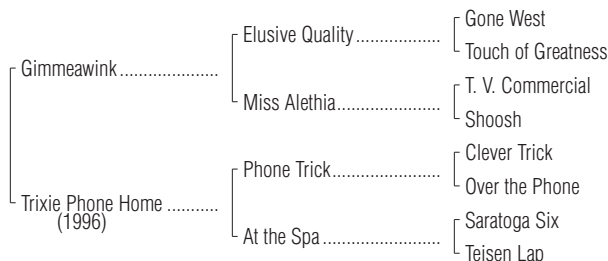 Gone West
Elusive Quality ..................
Touch of Greatness
Gimmeawink .....................
T. V. Commercial
Miss Alethia ......................
Shoosh
Clever Trick
Phone Trick .......................
Over the Phone
Trixie Phone Home ...........
(1996)
Saratoga Six
At the Spa .........................
Teisen Lap